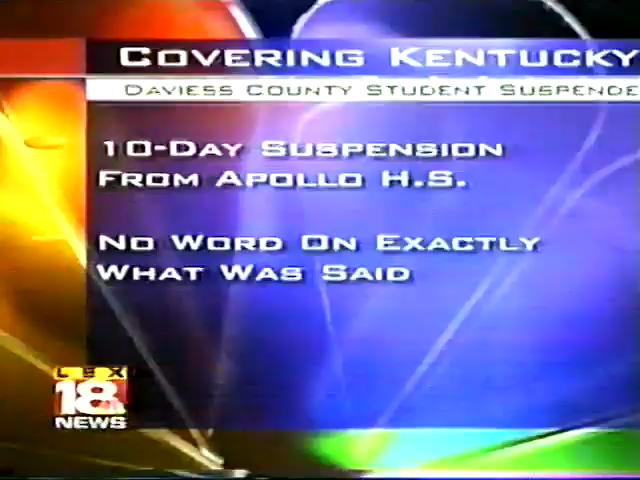 COVERING KENTUCKY
DAVIESS COUNTY STUDENT SUSPENDE
10-DAY SUSPENSION
FROM APOLLO H.S.
NO WORD ON EXACTLY
WHAT WAS SAID
LEX
18
NEWS